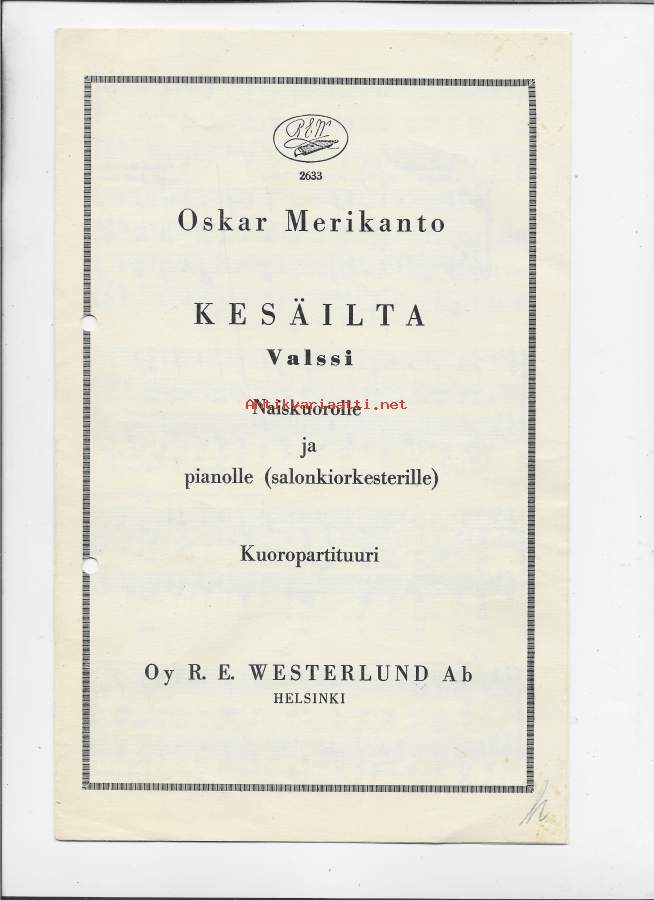 R.E.W.
2633
Oskar Merikanto
KESÄILTA
Valssi
Antikvariaatti.net
Naiskuorolle
ja
pianolle (salonkiorkesterille)
Kuoropartituuri
Oy R. E. WESTERLUND Ab
HELSINKI